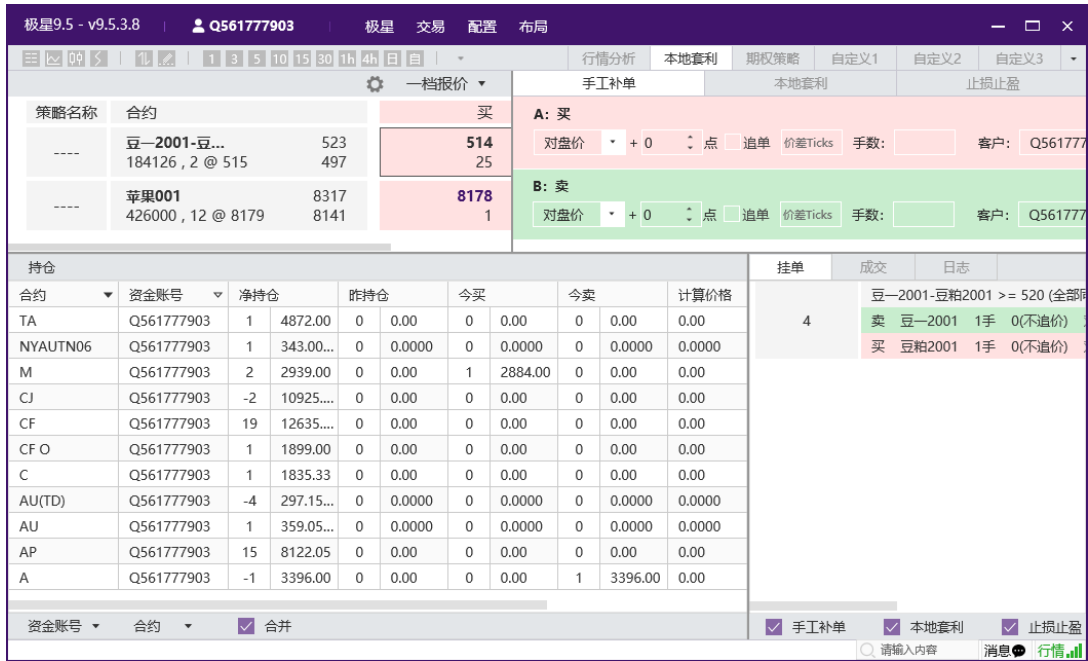 极星9.5 - v9.5.3.8 Q561777903 极星 交易 配置 布局
1 3 5 10 15 30 1h 4h 日 自 行情分析 本地套利 期权策略 自定义1 自定义2 自定义3
一档报价 手工补单 本地套利 止损止盈
策略名称 合约 买
---- 豆一2001-豆... 523 514
184126 , 2 @ 515 497 25
---- 苹果001 8317 8178
426000 , 12 @ 8179 8141 1
A: 买
对盘价 + 0 点 追单 价差Ticks 手数: 客户: Q561777
B: 卖
对盘价 + 0 点 追单 价差Ticks 手数: 客户: Q561777
持仓
合约 资金账号 净持仓 昨持仓 今买 今卖 计算价格
TA Q561777903 1 4872.00 0 0.00 0 0.00 0 0.00 0.00
NYAUTN06 Q561777903 1 343.00... 0 0.0000 0 0.0000 0 0.0000 0.0000
M Q561777903 2 2939.00 0 0.00 1 2884.00 0 0.00 0.00
CJ Q561777903 -2 10925.... 0 0.00 0 0.00 0 0.00 0.00
CF Q561777903 19 12635.... 0 0.00 0 0.00 0 0.00 0.00
CF O Q561777903 1 1899.00 0 0.00 0 0.00 0 0.00 0.00
C Q561777903 1 1835.33 0 0.00 0 0.00 0 0.00 0.00
AU(TD) Q561777903 -4 297.15... 0 0.0000 0 0.0000 0 0.0000 0.0000
AU Q561777903 1 359.05... 0 0.0000 0 0.0000 0 0.0000 0.0000
AP Q561777903 15 8122.05 0 0.00 0 0.00 0 0.00 0.00
A Q561777903 -1 3396.00 0 0.00 0 0.00 1 3396.00 0.00
资金账号 合约 合并
挂单 成交 日志
豆一2001-豆粕2001 >= 520 (全部
4 卖 豆一2001 1手 0(不追价)
买 豆粕2001 1手 0(不追价)
手工补单 本地套利 止损止盈
请输入内容 消息 行情